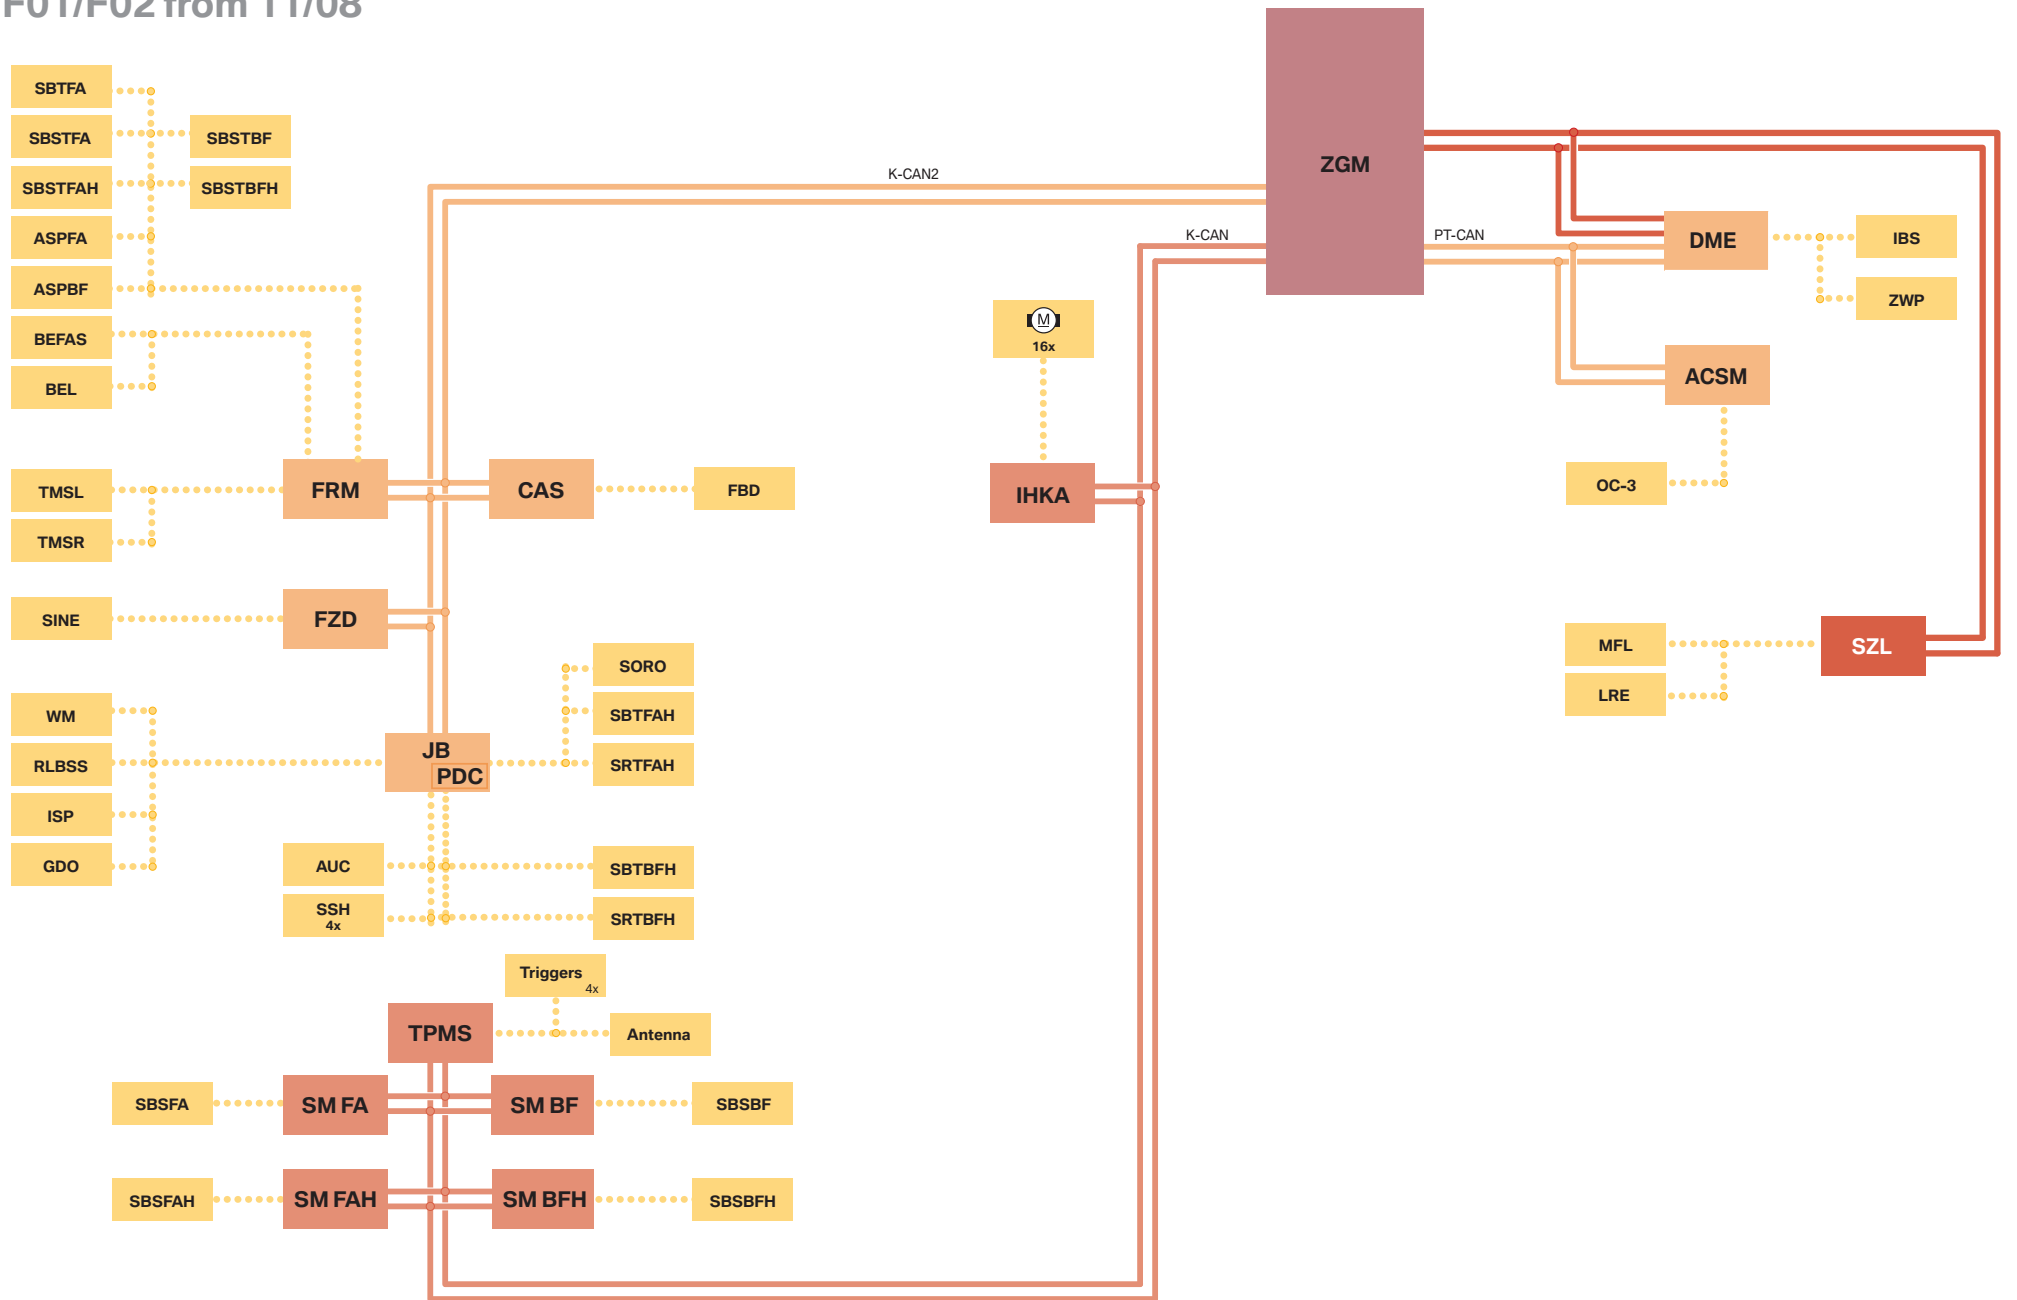 F01/F02 from 11/08
SBTFA
SBSTFA
SBSTBF
SBSTFAH
SBSTBFH
ASPFA
ASPBF
BEFAS
BEL
K-CAN2
ZGM
K-CAN
PT-CAN
DME
IBS
ZWP
M
16x
ACSM
TMSL
FRM
CAS
FBD
IHKA
OC-3
TMSR
SINE
FZD
SORO
MFL
SZL
LRE
WM
SBTFAH
JB
PDC
RLBSS
SRTFAH
ISP
GDO
AUC
SBTBFH
SSH
4x
SRTBFH
Triggers
4x
TPMS
Antenna
SBSFA
SM FA
SM BF
SBSBF
SBSFAH
SM FAH
SM BFH
SBSBFH